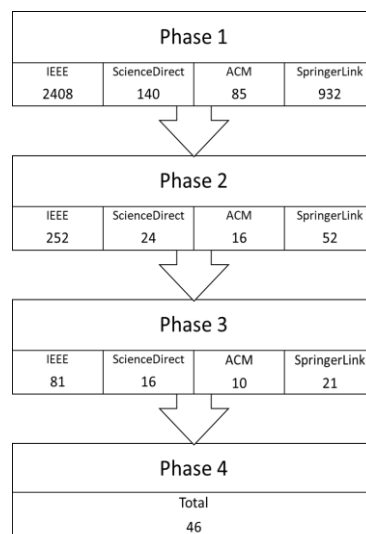 Phase 1
IEEE ScienceDirect ACM SpringerLink
2408 140 85 932
Phase 2
IEEE ScienceDirect ACM SpringerLink
252 24 16 52
Phase 3
IEEE ScienceDirect ACM SpringerLink
81 16 10 21
Phase 4
Total
46